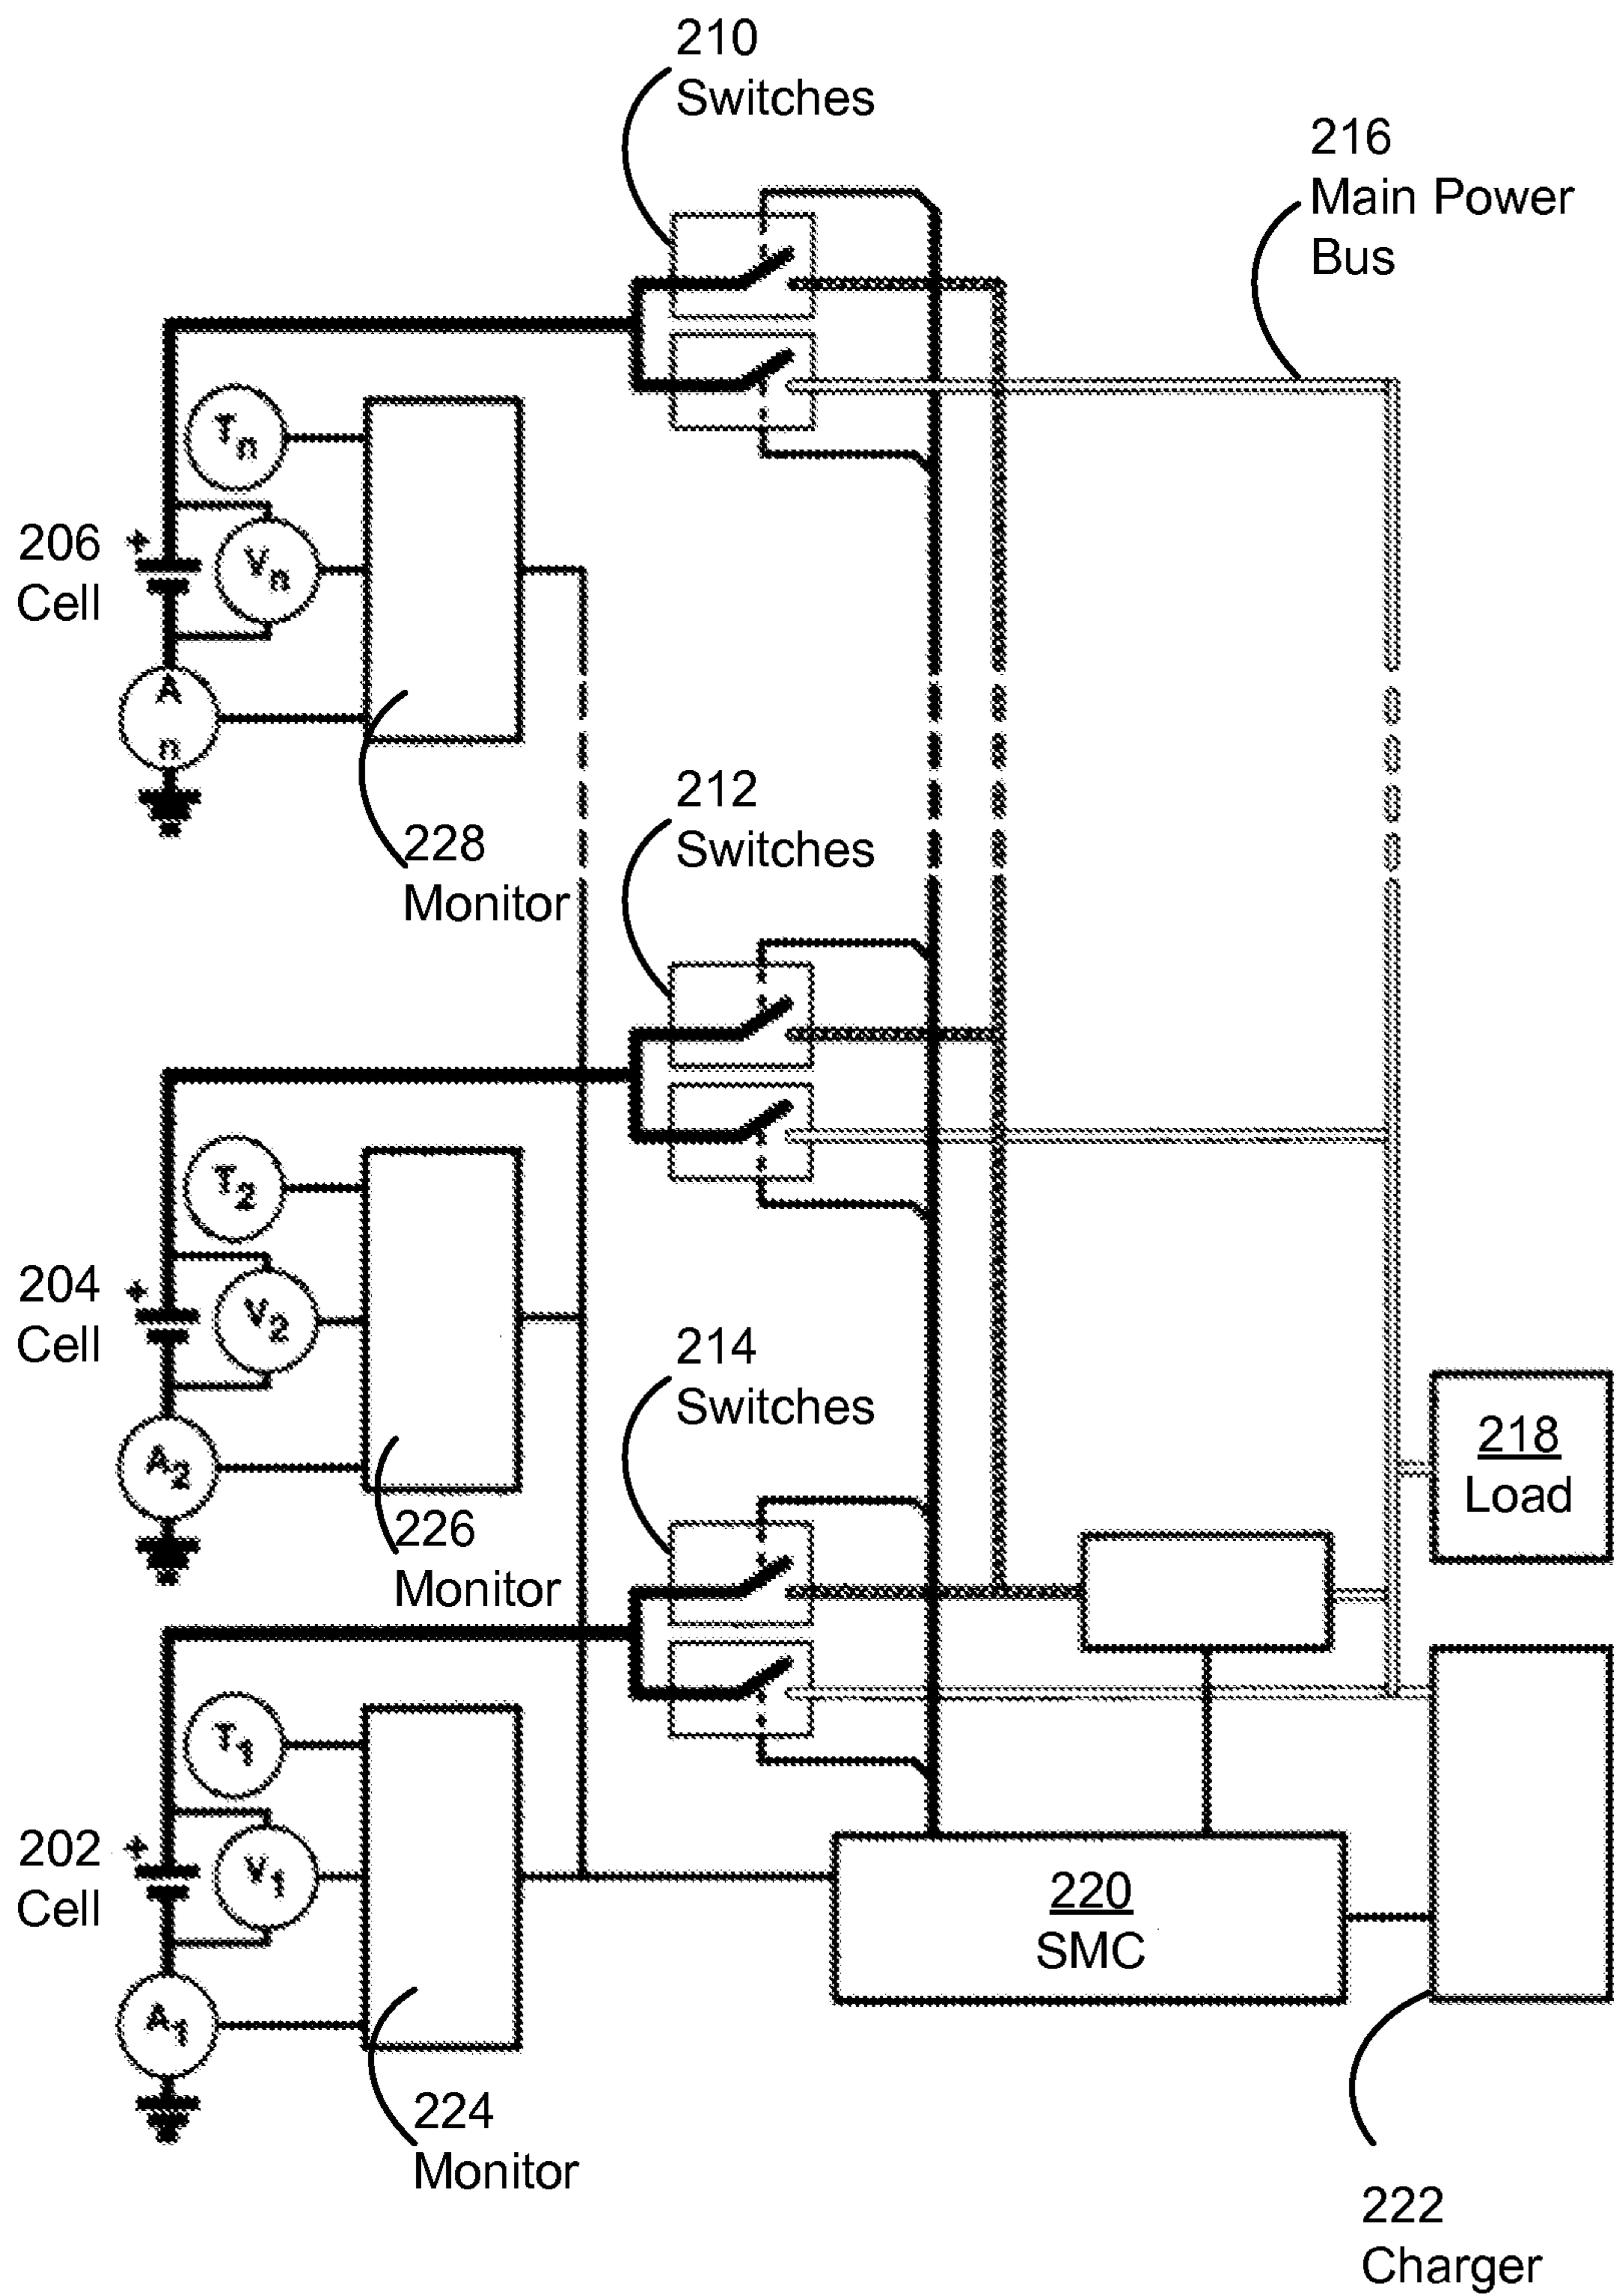 210
Switches
216
Main Power
Bus
Tn
206
Cell
+
Vn
A
n
228
Monitor
212
Switches
T2
204
Cell
+
V2
A2
226
Monitor
214
Switches
218
Load
T1
202
Cell
+
V1
A1
224
Monitor
220
SMC
222
Charger